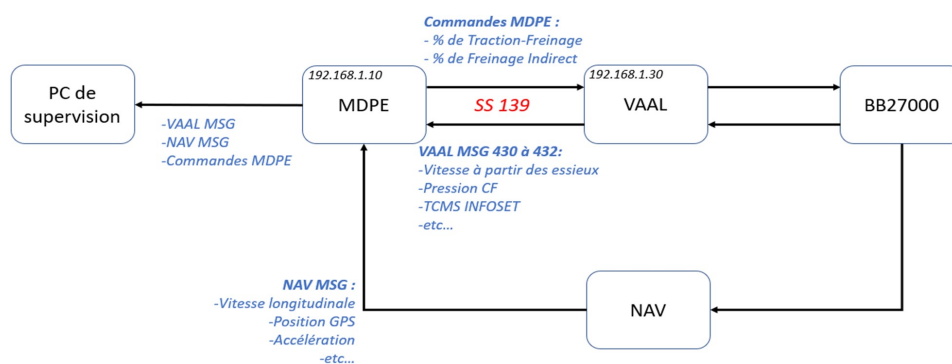 Commandes MDPE :
- % de Traction-Freinage
- % de Freinage Indirect
PC de
supervision
192.168.1.10
MDPE
SS 139
192.168.1.30
VAAL
BB27000
-VAAL MSG
-NAV MSG
-Commandes MDPE
VAAL MSG 430 à 432:
-Vitesse à partir des essieux
-Pression CF
-TCMS INFOSET
-etc...
NAV MSG :
-Vitesse longitudinale
-Position GPS
-Accélération
-etc...
NAV